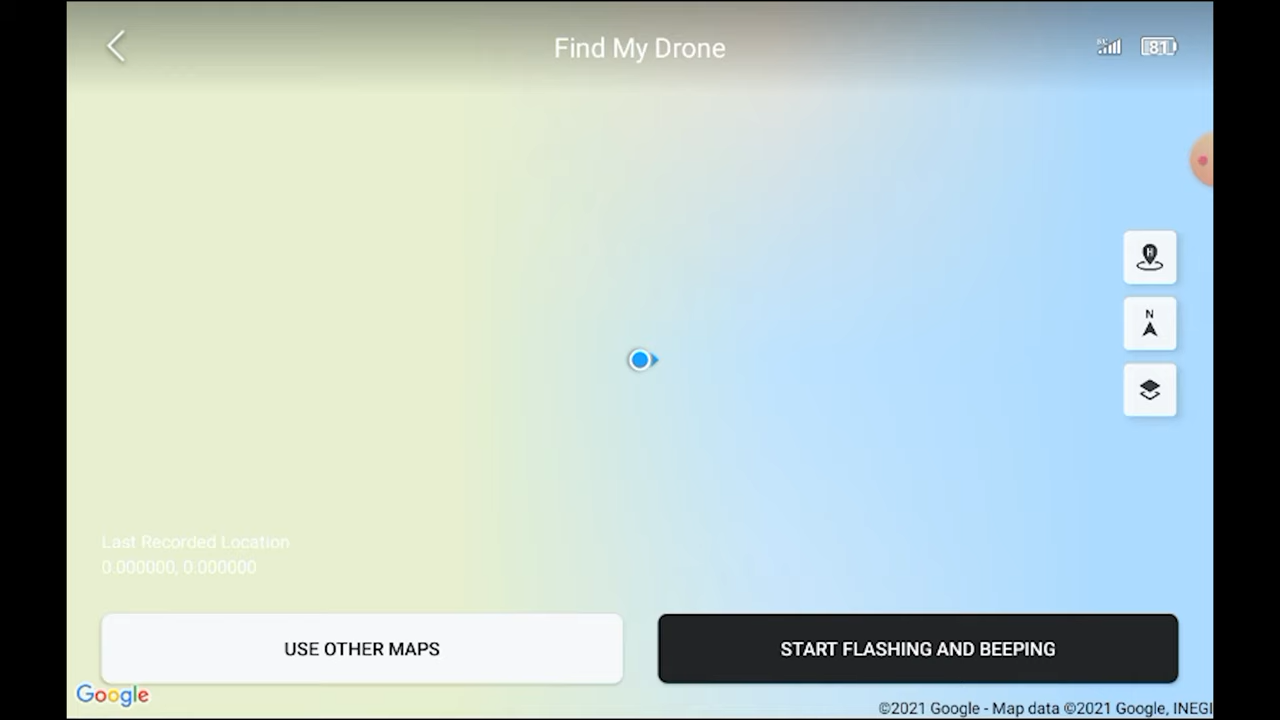 Find My Drone
81
N
Last Recorded Location
0.000000, 0.000000
USE OTHER MAPS
START FLASHING AND BEEPING
Google
©2021 Google - Map data ©2021 Google, INEGI